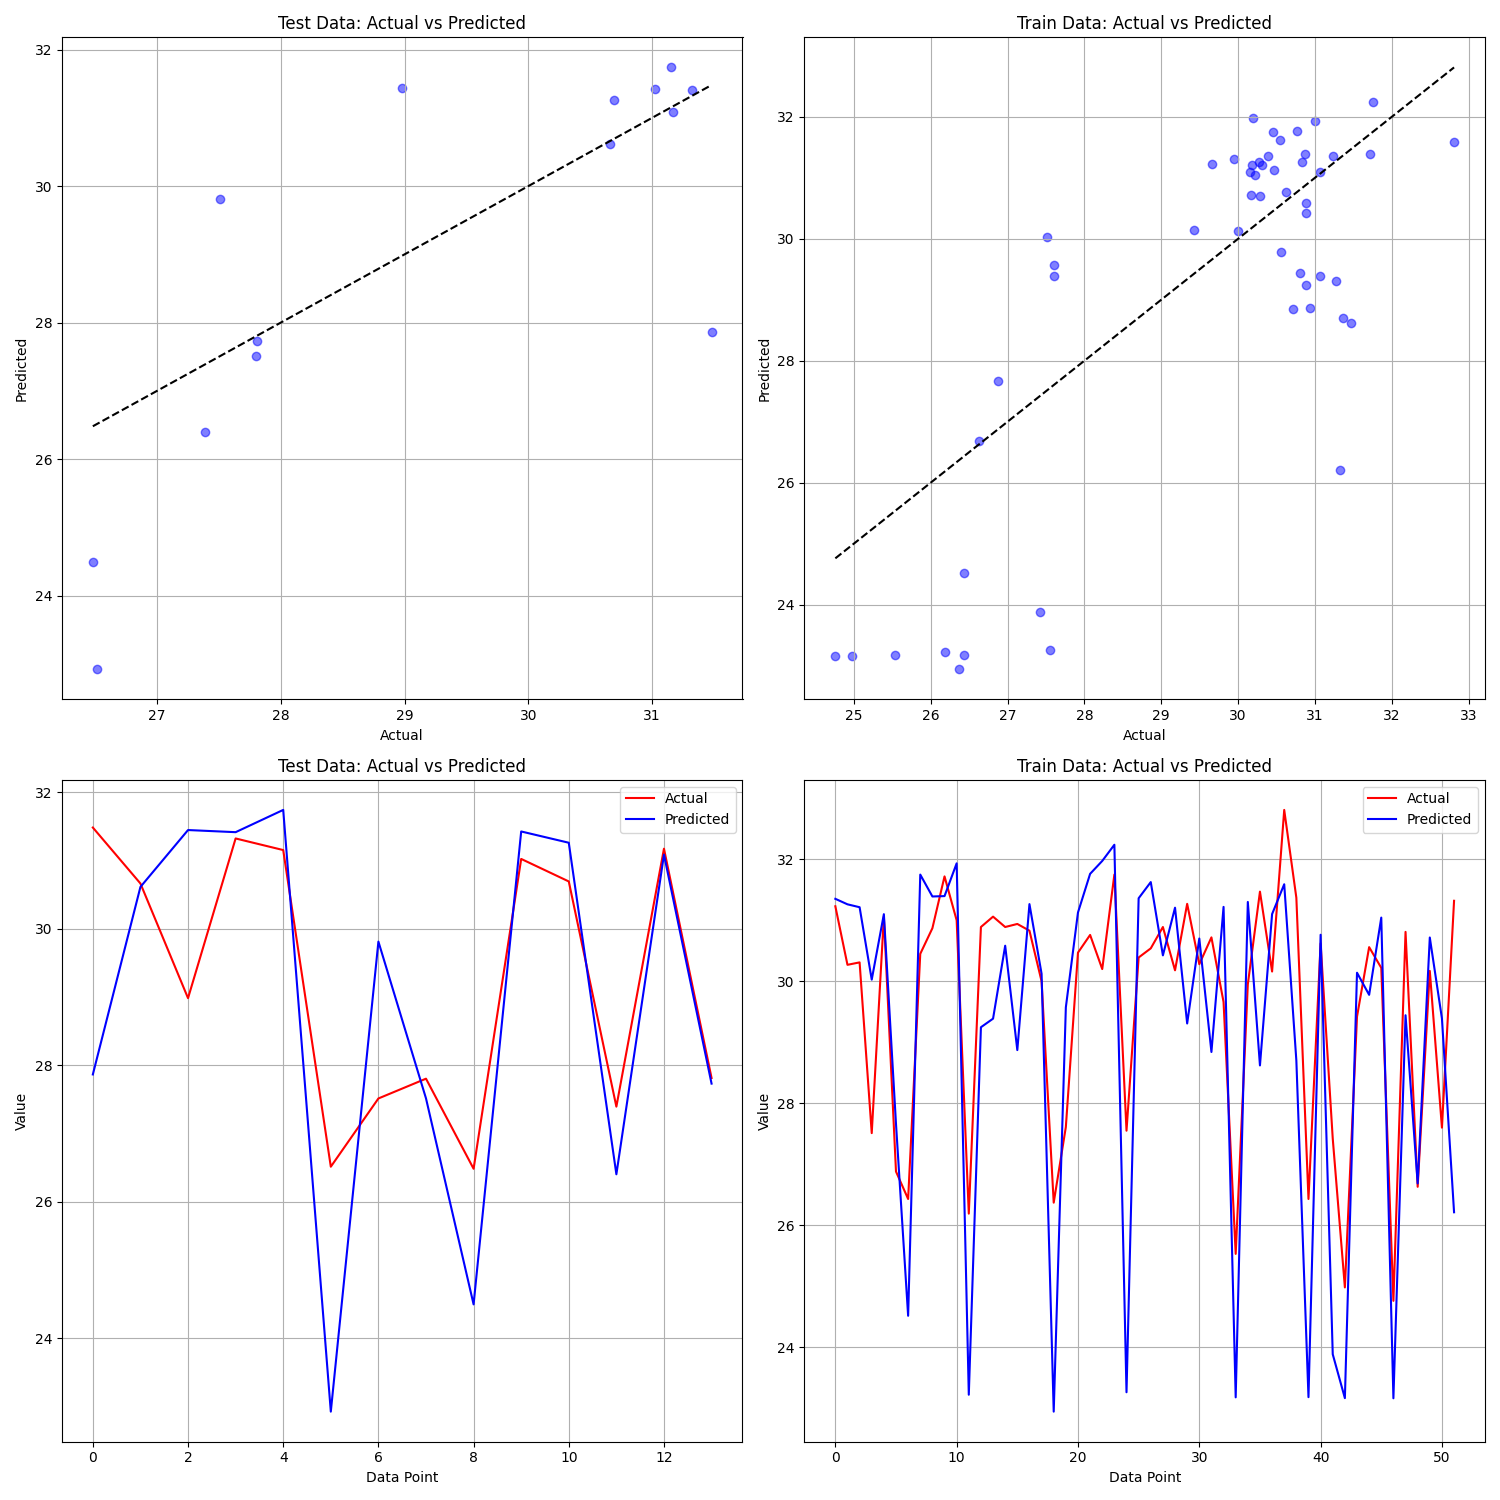 Test Data: Actual vs Predicted
32
30
28
26
24
Predicted
27 28 29 30 31
Actual
Train Data: Actual vs Predicted
32
30
28
26
24
Predicted
25 26 27 28 29 30 31 32 33
Actual
Test Data: Actual vs Predicted
Actual
Predicted
32
30
28
26
24
Value
0 2 4 6 8 10 12
Data Point
Train Data: Actual vs Predicted
Actual
Predicted
32
30
28
26
24
Value
0 10 20 30 40 50
Data Point